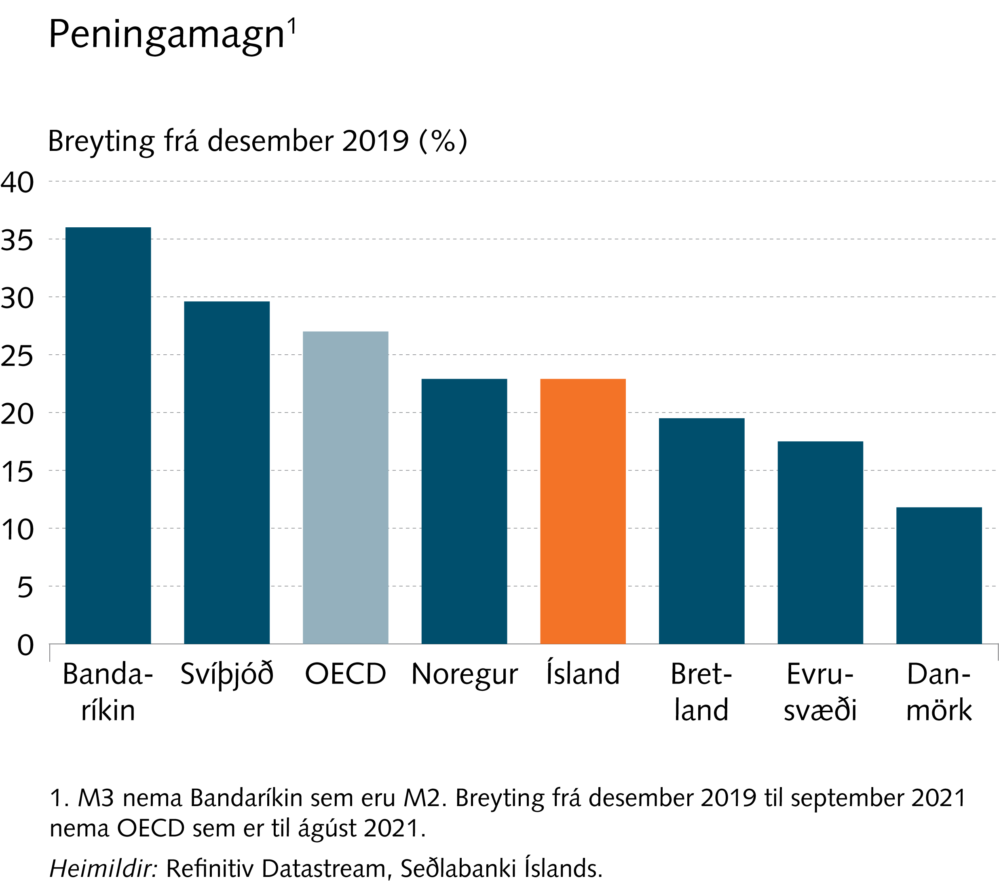 Peningamagn¹
Breyting frá desember 2019 (%)
40
35
30
25
20
15
10
5
0
Banda-
ríkin
Svíþjóð
OECD
Noregur
Ísland
Bret-
land
Evru-
svæði
Dan-
mörk
1. M3 nema Bandaríkin sem eru M2. Breyting frá desember 2019 til september 2021
nema OECD sem er til ágúst 2021.
Heimildir: Refinitiv Datastream, Seðlabanki Íslands.